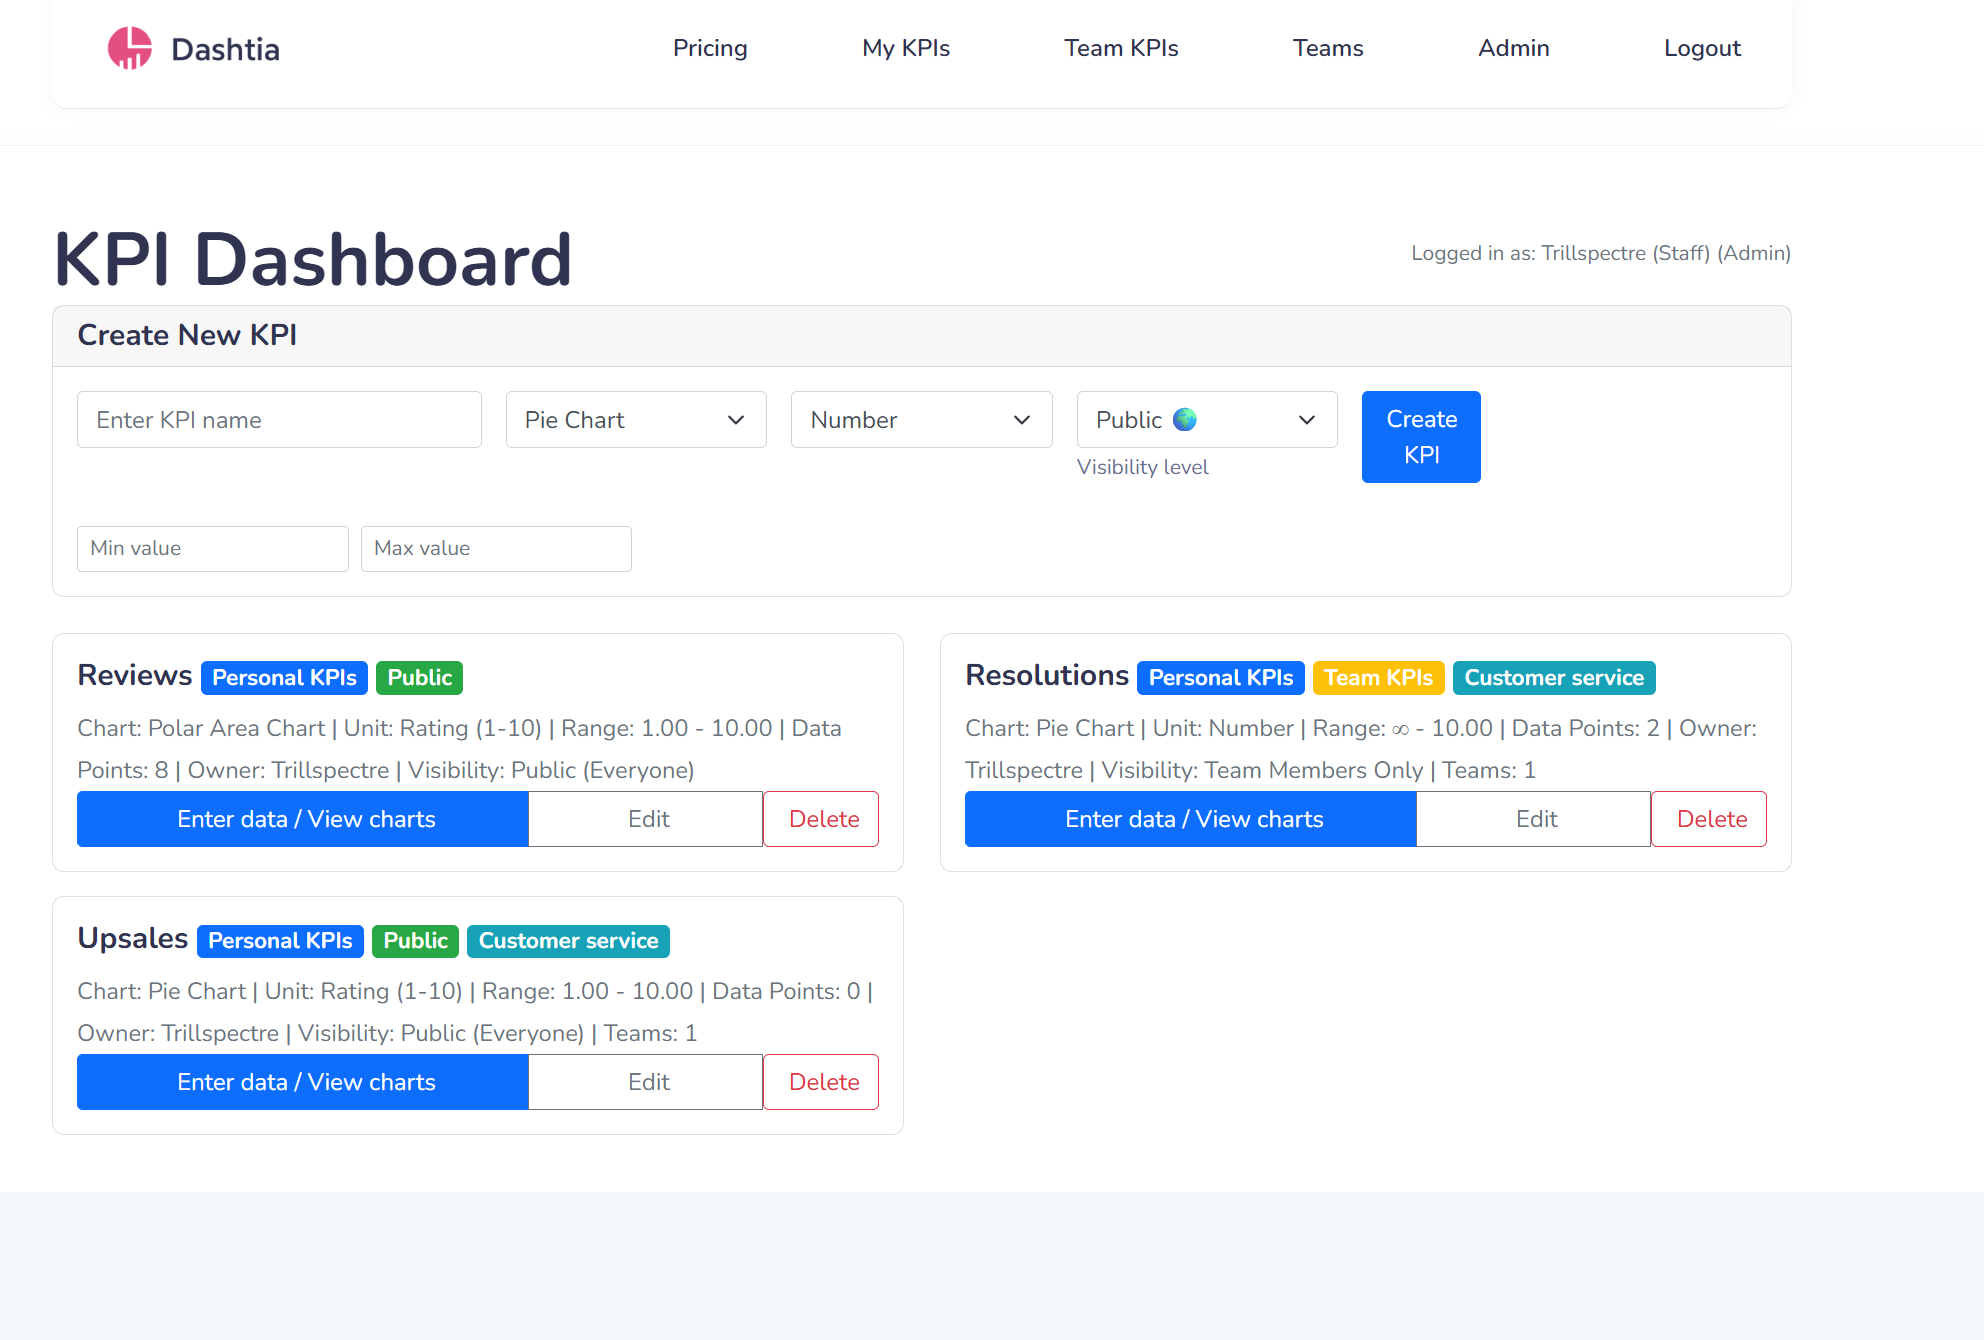 Dashtia
Pricing
My KPIs
Team KPIs
Teams
Admin
Logout
KPI Dashboard
Logged in as: Trillspectre (Staff) (Admin)
Create New KPI
Enter KPI name
Pie Chart
Number
Public
Create
KPI
Visibility level
Min value
Max value
Reviews Personal KPIs Public
Chart: Polar Area Chart | Unit: Rating (1-10) | Range: 1.00 - 10.00 | Data
Points: 8 | Owner: Trillspectre | Visibility: Public (Everyone)
Enter data / View charts
Edit
Delete
Resolutions Personal KPIs Team KPIs Customer service
Chart: Pie Chart | Unit: Number | Range: ∞ - 10.00 | Data Points: 2 | Owner:
Trillspectre | Visibility: Team Members Only | Teams: 1
Enter data / View charts
Edit
Delete
Upsales Personal KPIs Public Customer service
Chart: Pie Chart | Unit: Rating (1-10) | Range: 1.00 - 10.00 | Data Points: 0 |
Owner: Trillspectre | Visibility: Public (Everyone) | Teams: 1
Enter data / View charts
Edit
Delete